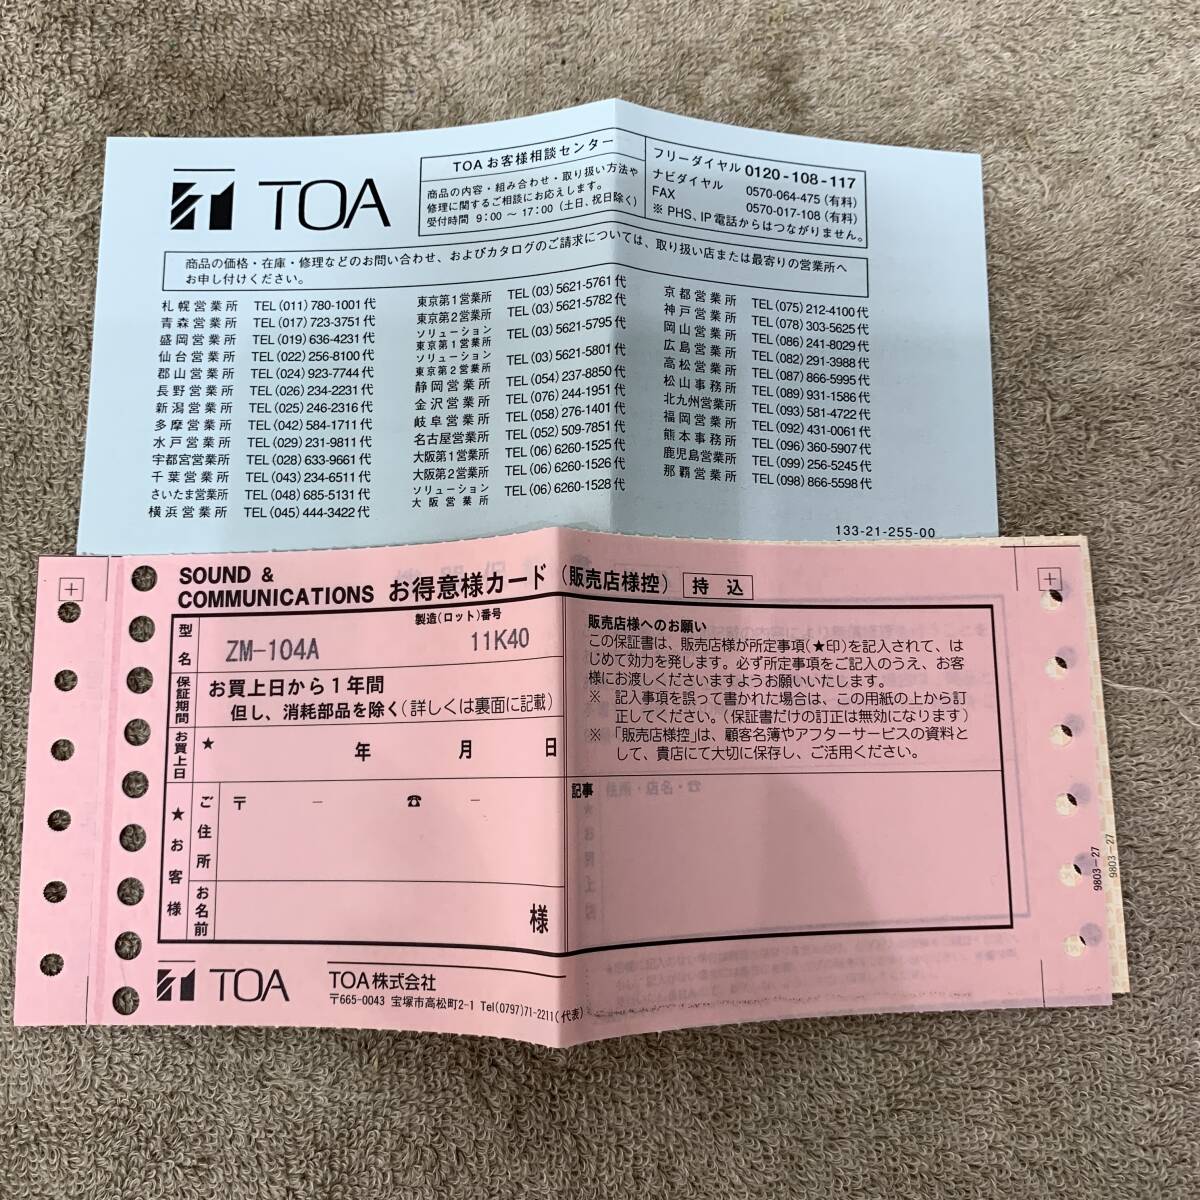 TOA
TOAお客様相談センター
商品の内容・組み合わせ・取り扱い方法や
修理に関するご相談にお応えします。
受付時間 9:00 ～ 17:00 (土日、祝日除く)
フリーダイヤル 0120-108-117
ナビダイヤル 0570-064-475 (有料)
FAX 0570-017-108 (有料)
※ PHS、IP電話からはつながりません。
商品の価格・在庫・修理などのお問い合わせ、およびカタログのご請求については、取り扱い店または最寄りの営業所へ
お申し付けください。
札幌営業所 TEL (011) 780-1001 代
青森営業所 TEL (017) 723-3751 代
盛岡営業所 TEL (019) 636-4231 代
仙台営業所 TEL (022) 256-8100 代
郡山営業所 TEL (024) 923-7744 代
長野営業所 TEL (026) 234-2231 代
新潟営業所 TEL (025) 246-2316 代
多摩営業所 TEL (042) 584-1711 代
水戸営業所 TEL (029) 231-9811 代
宇都宮営業所 TEL (028) 633-9661 代
千葉営業所 TEL (043) 234-6511 代
さいたま営業所 TEL (048) 685-5131 代
横浜営業所 TEL (045) 444-3422 代
東京第1営業所 TEL (03) 5621-5761 代
東京第2営業所 TEL (03) 5621-5782 代
ソリューション
東京第1営業所 TEL (03) 5621-5795 代
ソリューション
東京第2営業所 TEL (03) 5621-5801 代
静岡営業所 TEL (054) 237-8850 代
金沢営業所 TEL (076) 244-1951 代
岐阜営業所 TEL (058) 276-1401 代
名古屋営業所 TEL (052) 509-7851 代
大阪第1営業所 TEL (06) 6260-1525 代
大阪第2営業所 TEL (06) 6260-1526 代
ソリューション
大阪営業所 TEL (06) 6260-1528 代
京都営業所 TEL (075) 212-4100 代
神戸営業所 TEL (078) 303-5625 代
岡山営業所 TEL (086) 241-8029 代
広島営業所 TEL (082) 291-3988 代
高松営業所 TEL (087) 866-5995 代
松山事務所 TEL (089) 931-1586 代
北九州営業所 TEL (093) 581-4722 代
福岡営業所 TEL (092) 431-0061 代
熊本事務所 TEL (096) 360-5907 代
鹿児島営業所 TEL (099) 256-5245 代
那覇営業所 TEL (098) 866-5598 代
133-21-255-00
SOUND &
COMMUNICATIONS お得意様カード (販売店様控) 持込
型名 ZM-104A
製造(ロット)番号 11K40
保証期間 お買上日から1年間
但し、消耗部品を除く(詳しくは裏面に記載)
お買上日 ★ 年 月 日
★お客様
ご住所 〒 － ☎ －
お名前 様
販売店様へのお願い
この保証書は、販売店様が所定事項(★印)を記入されて、は
じめて効力を発します。必ず所定事項をご記入のうえ、お客
様にお渡しくださいますようお願いいたします。
※ 記入事項を誤って書かれた場合は、この用紙の上から訂
正してください。(保証書だけの訂正は無効になります)
※ 「販売店様控」は、顧客名簿やアフターサービスの資料と
して、貴店にて大切に保存し、ご活用ください。
記事
住所・店名・☎
9803-27
9803-27
TOA
TOA株式会社
〒665-0043 宝塚市高松町2-1 Tel(0797)71-2211(代表)